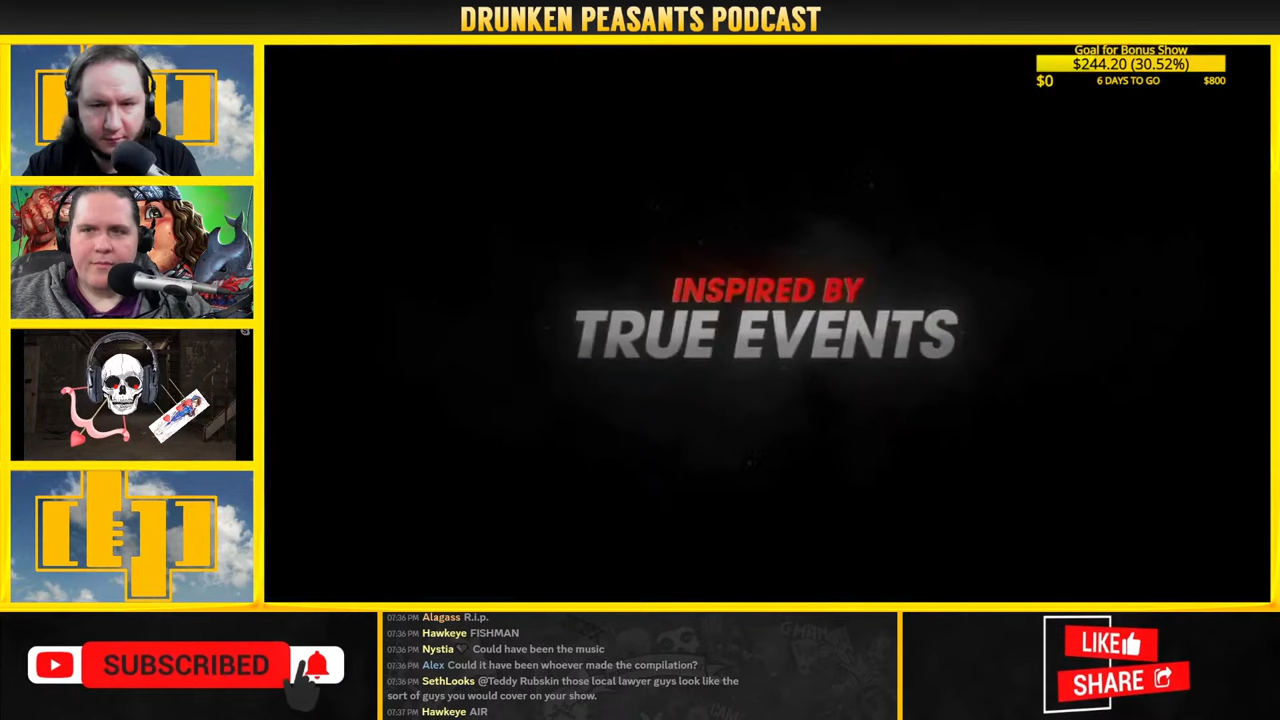 DRUNKEN PEASANTS PODCAST
Goal for Bonus Show
$244.20 (30.52%)
$0 6 DAYS TO GO $800
INSPIRED BY
TRUE EVENTS
07:36 PM Alagass R.i.p.
07:36 PM Hawkeye FISHMAN
07:36 PM Nystia Could have been the music
07:36 PM Alex Could it have been whoever made the compilation?
07:36 PM SethLooks @Teddy Rubskin those local lawyer guys look like the
sort of guys you would cover on your show.
07:37 PM Hawkeye AIR
SUBSCRIBED
LIKE
SHARE